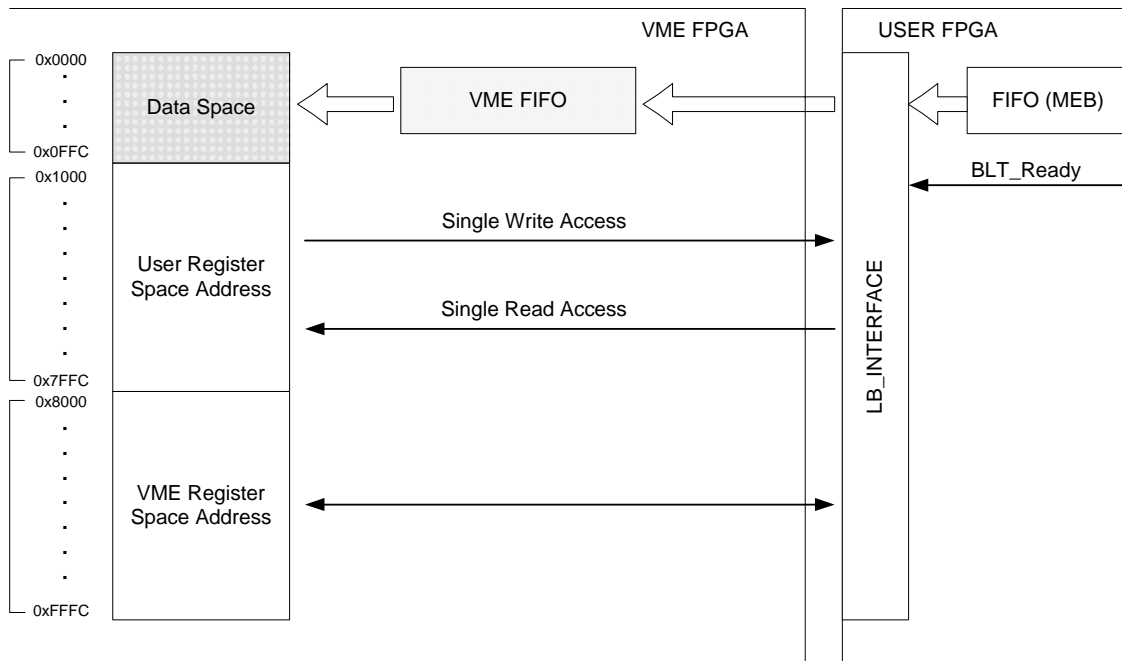 VME FPGA
USER FPGA
0x0000
0x0FFC
0x1000
0x7FFC
0x8000
0xFFFC
Data Space
VME FIFO
FIFO (MEB)
BLT_Ready
Single Write Access
User Register
Space Address
Single Read Access
LB_INTERFACE
VME Register
Space Address